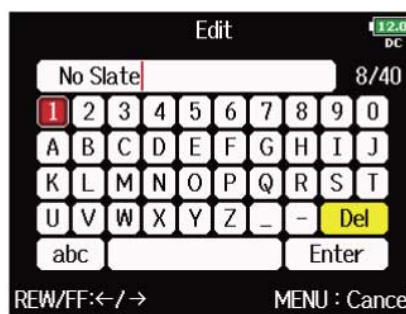 Edit
12.0
DC
No Slate
8/40
1 2 3 4 5 6 7 8 9 0
A B C D E F G H I J
K L M N O P Q R S T
U V W X Y Z _ - Del
abc Enter
REW/FF:←/→ MENU : Cance